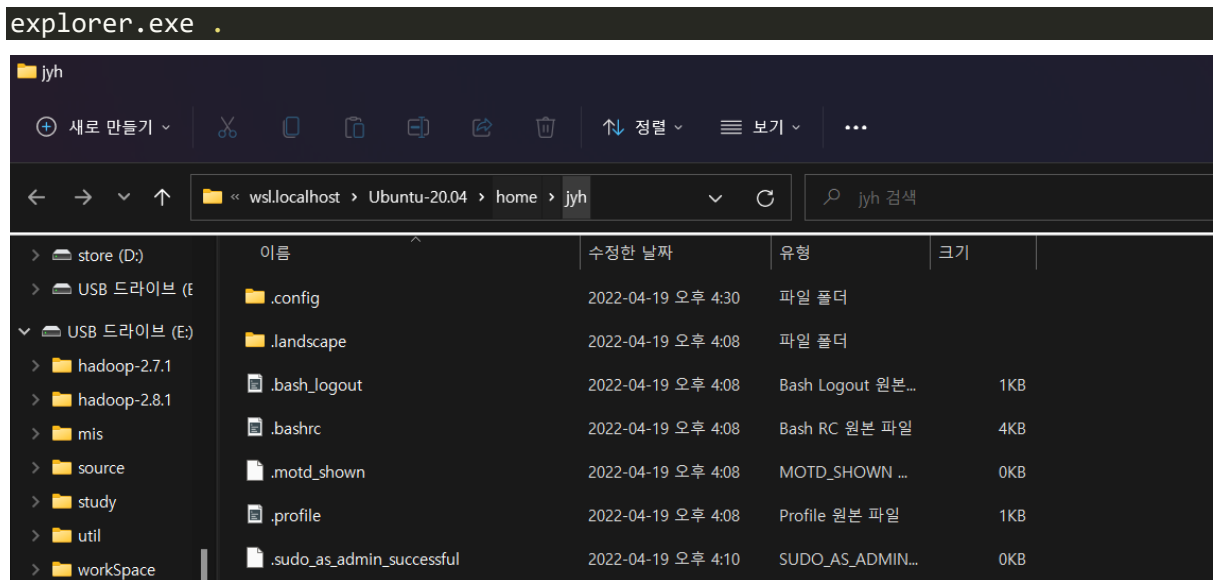 explorer.exe .
jyh
새로 만들기
정렬
보기
wsl.localhost > Ubuntu-20.04 > home > jyh
jyh 검색
store (D:)
USB 드라이브 (E
USB 드라이브 (E:)
hadoop-2.7.1
hadoop-2.8.1
mis
source
study
util
workSpace
이름 수정한 날짜 유형 크기
.config 2022-04-19 오후 4:30 파일 폴더
.landscape 2022-04-19 오후 4:08 파일 폴더
.bash_logout 2022-04-19 오후 4:08 Bash Logout 원본... 1KB
.bashrc 2022-04-19 오후 4:08 Bash RC 원본 파일 4KB
.motd_shown 2022-04-19 오후 4:08 MOTD_SHOWN ... 0KB
.profile 2022-04-19 오후 4:08 Profile 원본 파일 1KB
.sudo_as_admin_successful 2022-04-19 오후 4:10 SUDO_AS_ADMIN... 0KB